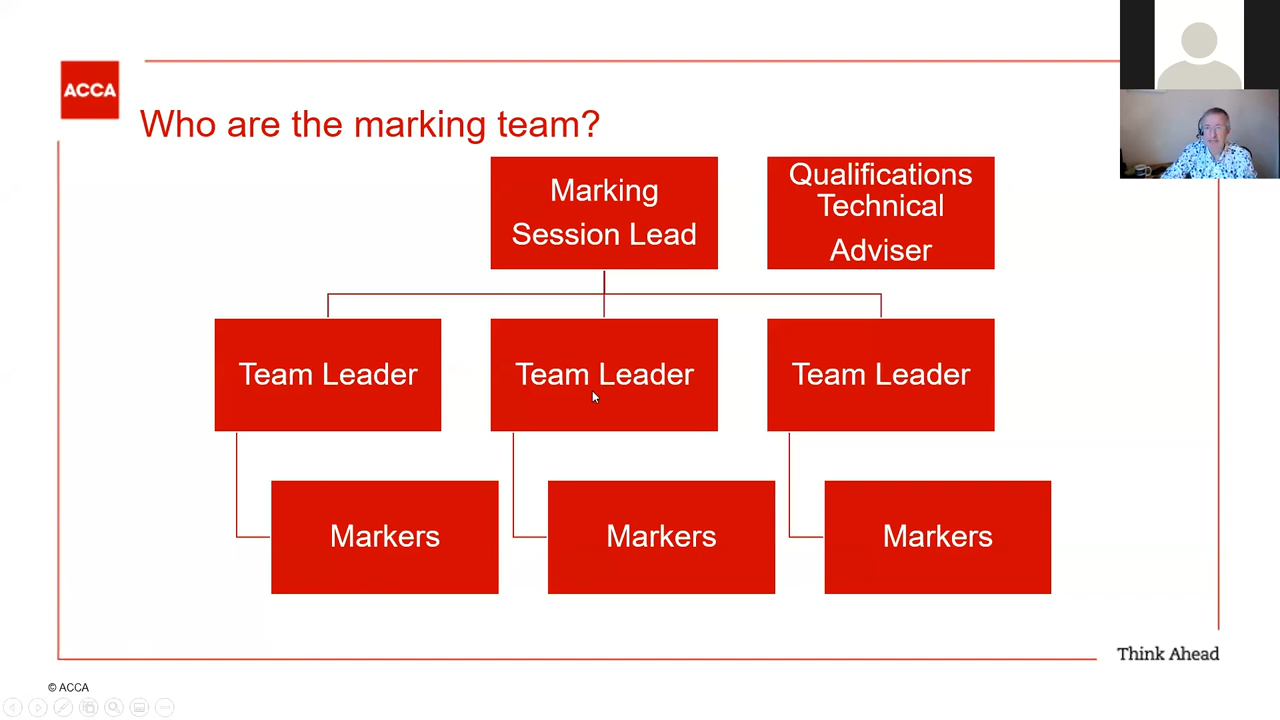 ACCA
Who are the marking team?
Marking
Session Lead
Qualifications
Technical
Adviser
Team Leader
Team Leader
Team Leader
Markers
Markers
Markers
Think Ahead
© ACCA